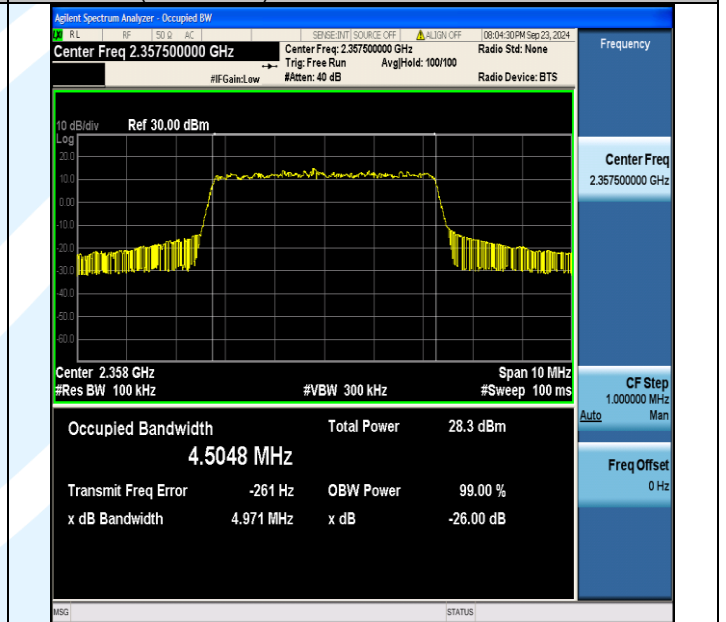 Agilent Spectrum Analyzer - Occupied BW
RL RF 50 Ω AC SENSE:INT SOURCE OFF ALIGN OFF 08:04:30PM Sep 23, 2024
Center Freq 2.357500000 GHz
Center Freq: 2.357500000 GHz Radio Std: None
Trig: Free Run Avg|Hold: 100/100
#IFGain:Low #Atten: 40 dB Radio Device: BTS
Frequency
10 dB/div Ref 30.00 dBm
Log
20.0
10.0
0.00
-10.0
-20.0
-30.0
-40.0
-50.0
-60.0
Center 2.358 GHz Span 10 MHz
#Res BW 100 kHz #VBW 300 kHz #Sweep 100 ms
Center Freq
2.357500000 GHz
CF Step
1.000000 MHz
Auto Man
Freq Offset
0 Hz
Occupied Bandwidth Total Power 28.3 dBm
4.5048 MHz
Transmit Freq Error -261 Hz OBW Power 99.00 %
x dB Bandwidth 4.971 MHz x dB -26.00 dB
MSG STATUS